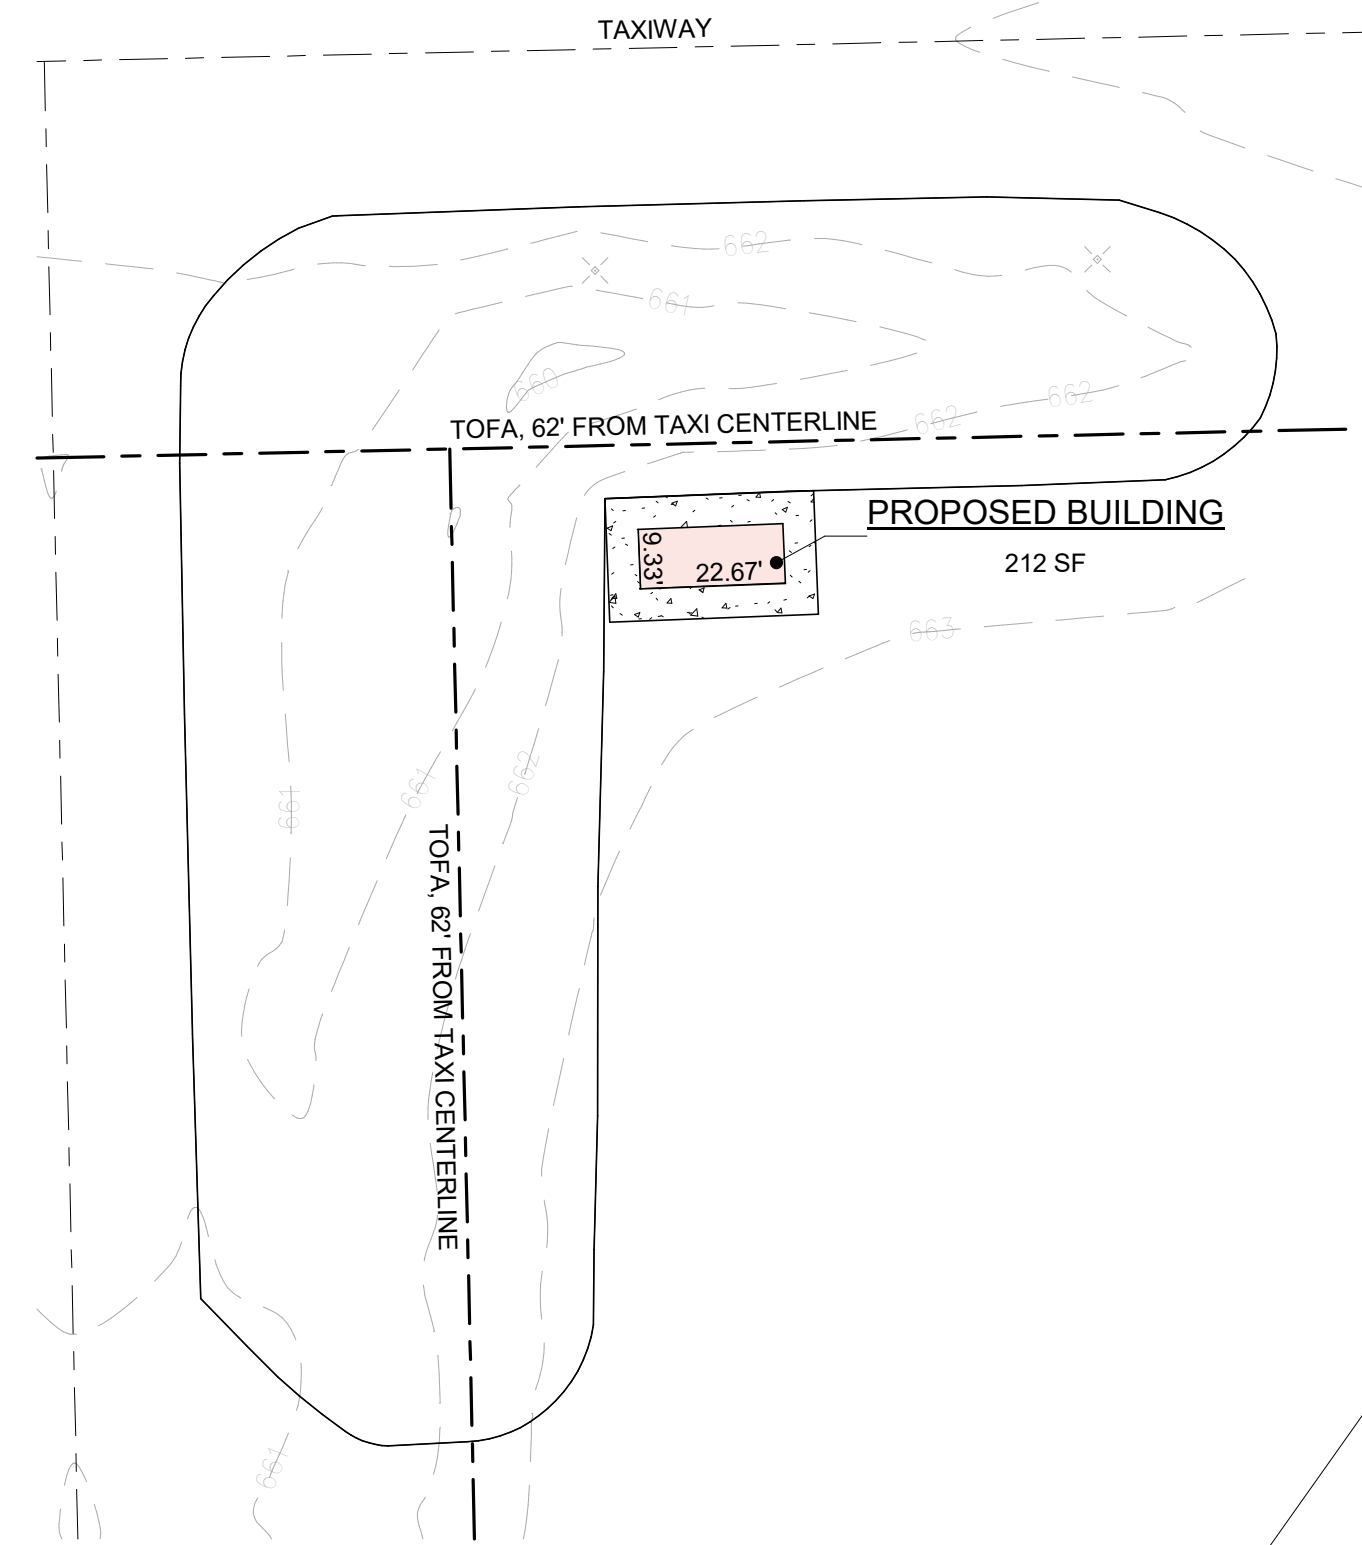 TAXIWAY
662
661
660
662
662
TOFA, 62' FROM TAXI CENTERLINE
PROPOSED BUILDING
212 SF
9.33'
22.67'
663
661
662
661
TOFA, 62' FROM TAXI CENTERLINE
661